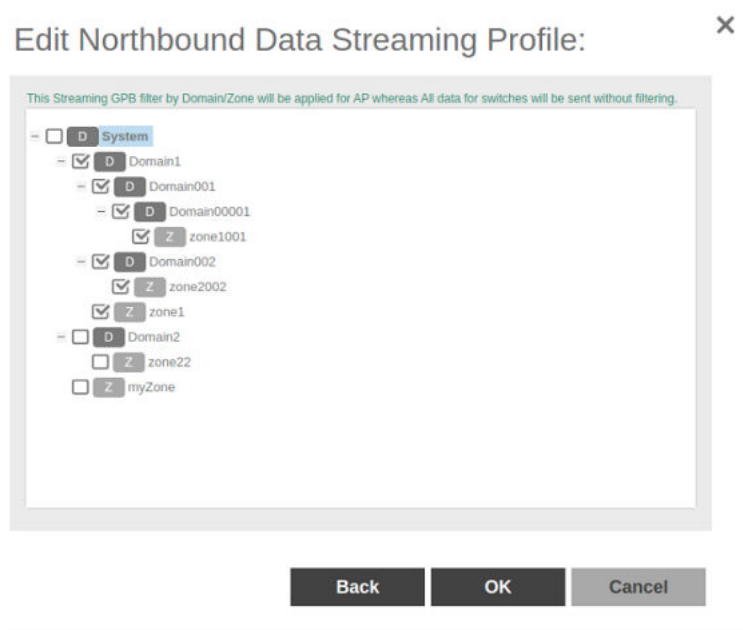 Edit Northbound Data Streaming Profile:
This Streaming GPB filter by Domain/Zone will be applied for AP whereas All data for switches will be sent without filtering.
D System
D Domain1
D Domain001
D Domain00001
Z zone1001
D Domain002
Z zone2002
Z zone1
D Domain2
Z zone22
Z myZone
Back OK Cancel